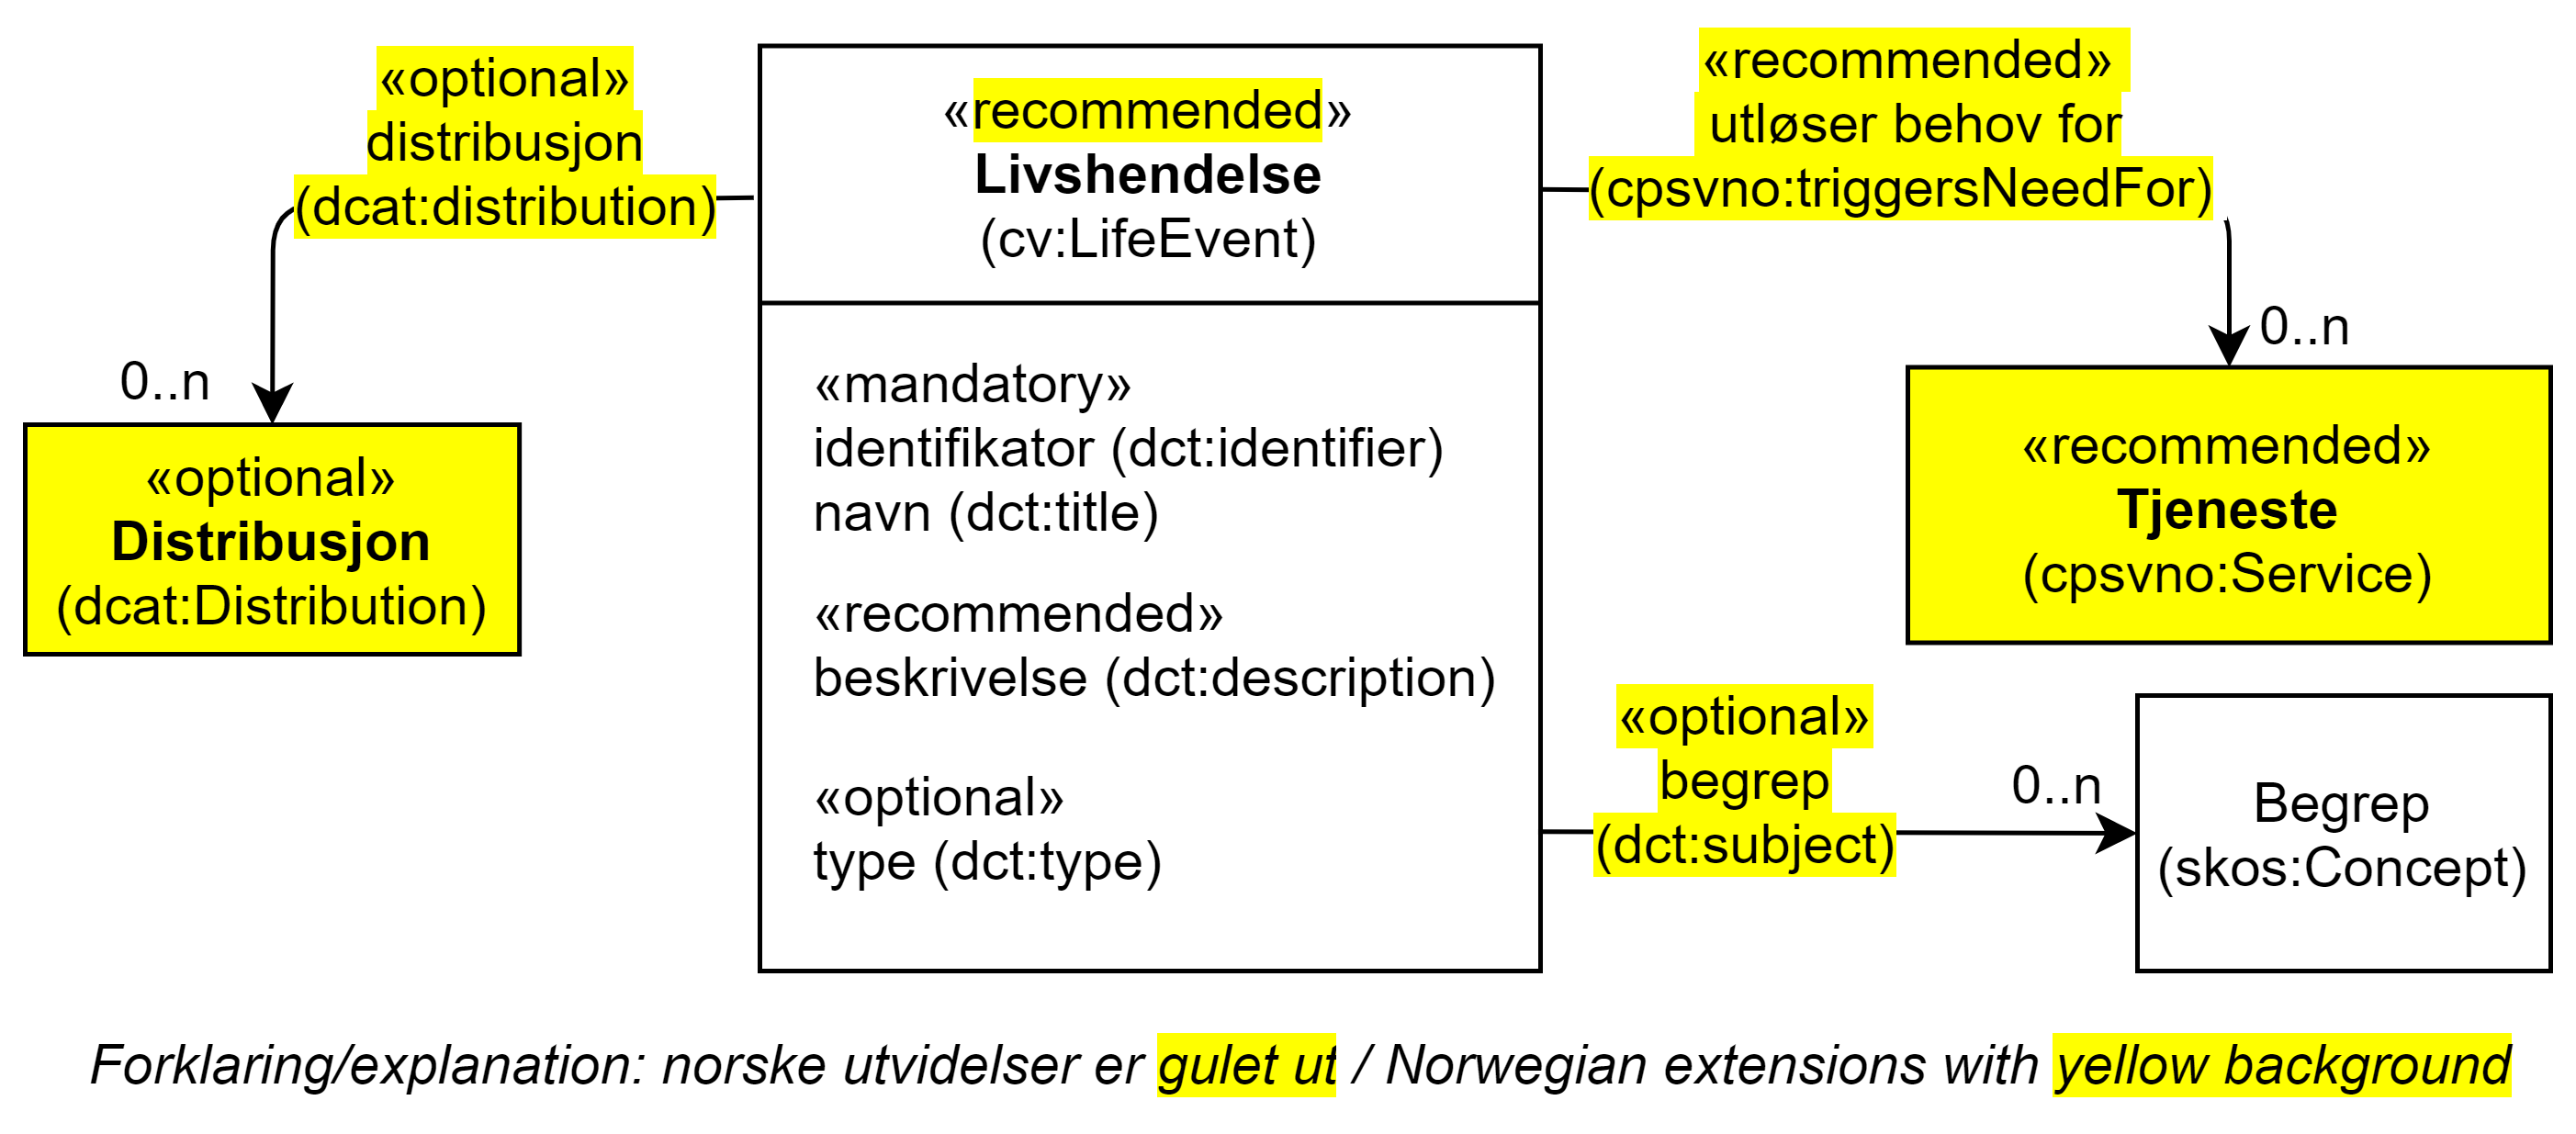 «optional»
distribusjon
(dcat:distribution)
0..n
«optional»
Distribusjon
(dcat:Distribution)
«recommended»
Livshendelse
(cv:LifeEvent)
«mandatory»
identifikator (dct:identifier)
navn (dct:title)
«recommended»
beskrivelse (dct:description)
«optional»
type (dct:type)
«recommended»
utløser behov for
(cpsvno:triggersNeedFor)
0..n
«recommended»
Tjeneste
(cpsvno:Service)
«optional»
begrep
(dct:subject)
0..n
Begrep
(skos:Concept)
Forklaring/explanation: norske utvidelser er gulet ut / Norwegian extensions with yellow background